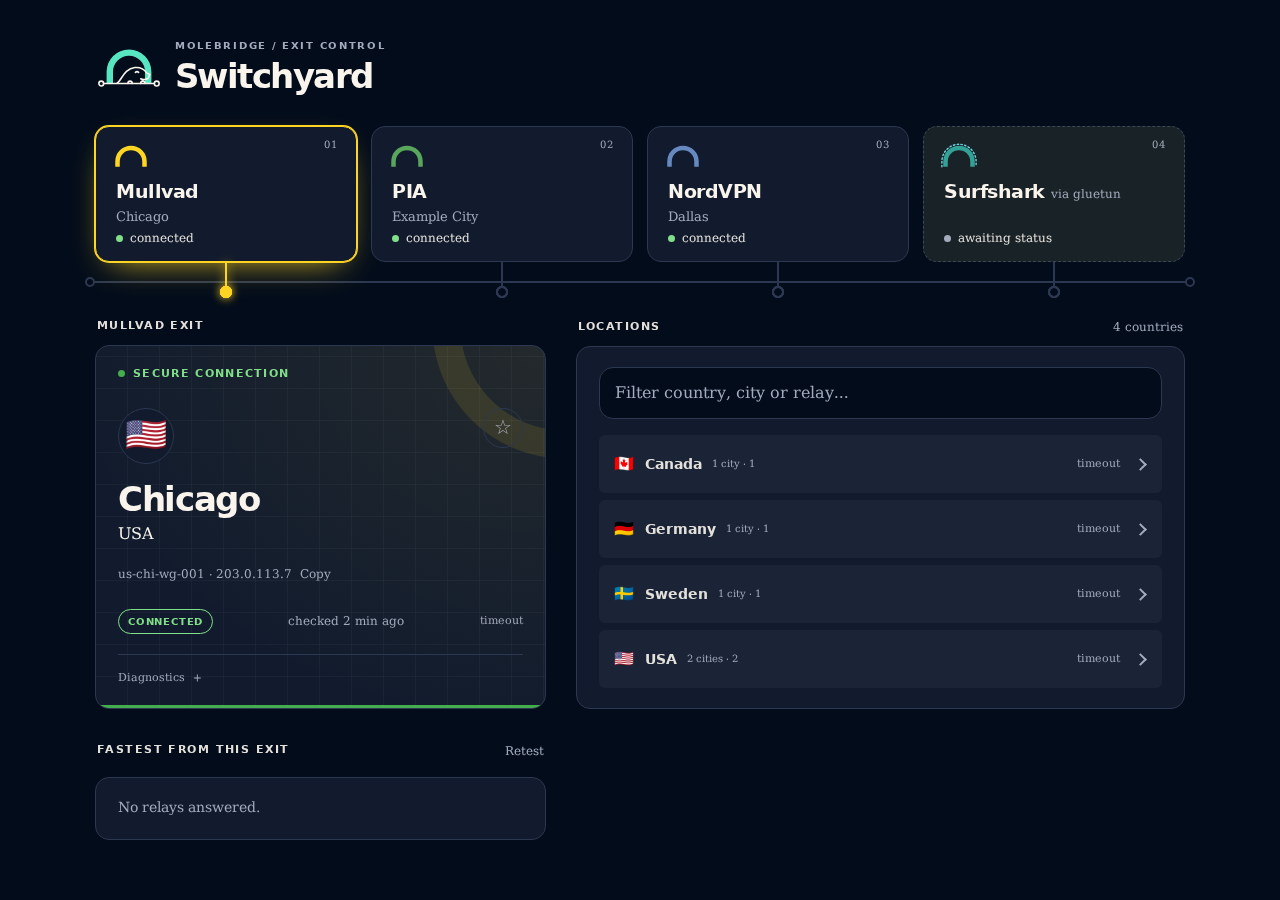 MOLEBRIDGE / EXIT CONTROL
Switchyard
01
Mullvad
Chicago
connected
02
PIA
Example City
connected
03
NordVPN
Dallas
connected
04
Surfshark via gluetun
awaiting status
MULLVAD EXIT
SECURE CONNECTION
Chicago
USA
us-chi-wg-001 · 203.0.113.7 Copy
CONNECTED checked 2 min ago timeout
Diagnostics +
LOCATIONS 4 countries
Filter country, city or relay...
Canada 1 city · 1 timeout
Germany 1 city · 1 timeout
Sweden 1 city · 1 timeout
USA 2 cities · 2 timeout
FASTEST FROM THIS EXIT Retest
No relays answered.